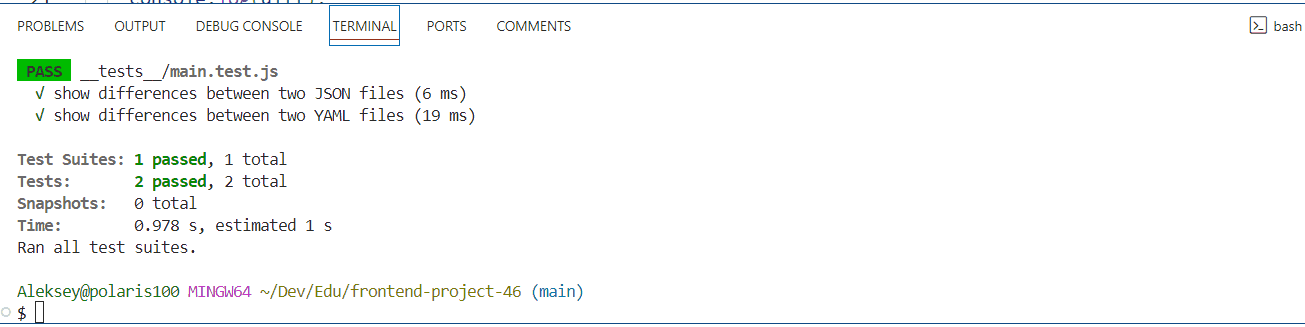 PROBLEMS OUTPUT DEBUG CONSOLE TERMINAL PORTS COMMENTS bash
PASS __tests__/main.test.js
√ show differences between two JSON files (6 ms)
√ show differences between two YAML files (19 ms)
Test Suites: 1 passed, 1 total
Tests: 2 passed, 2 total
Snapshots: 0 total
Time: 0.978 s, estimated 1 s
Ran all test suites.
Aleksey@polaris100 MINGW64 ~/Dev/Edu/frontend-project-46 (main)
$